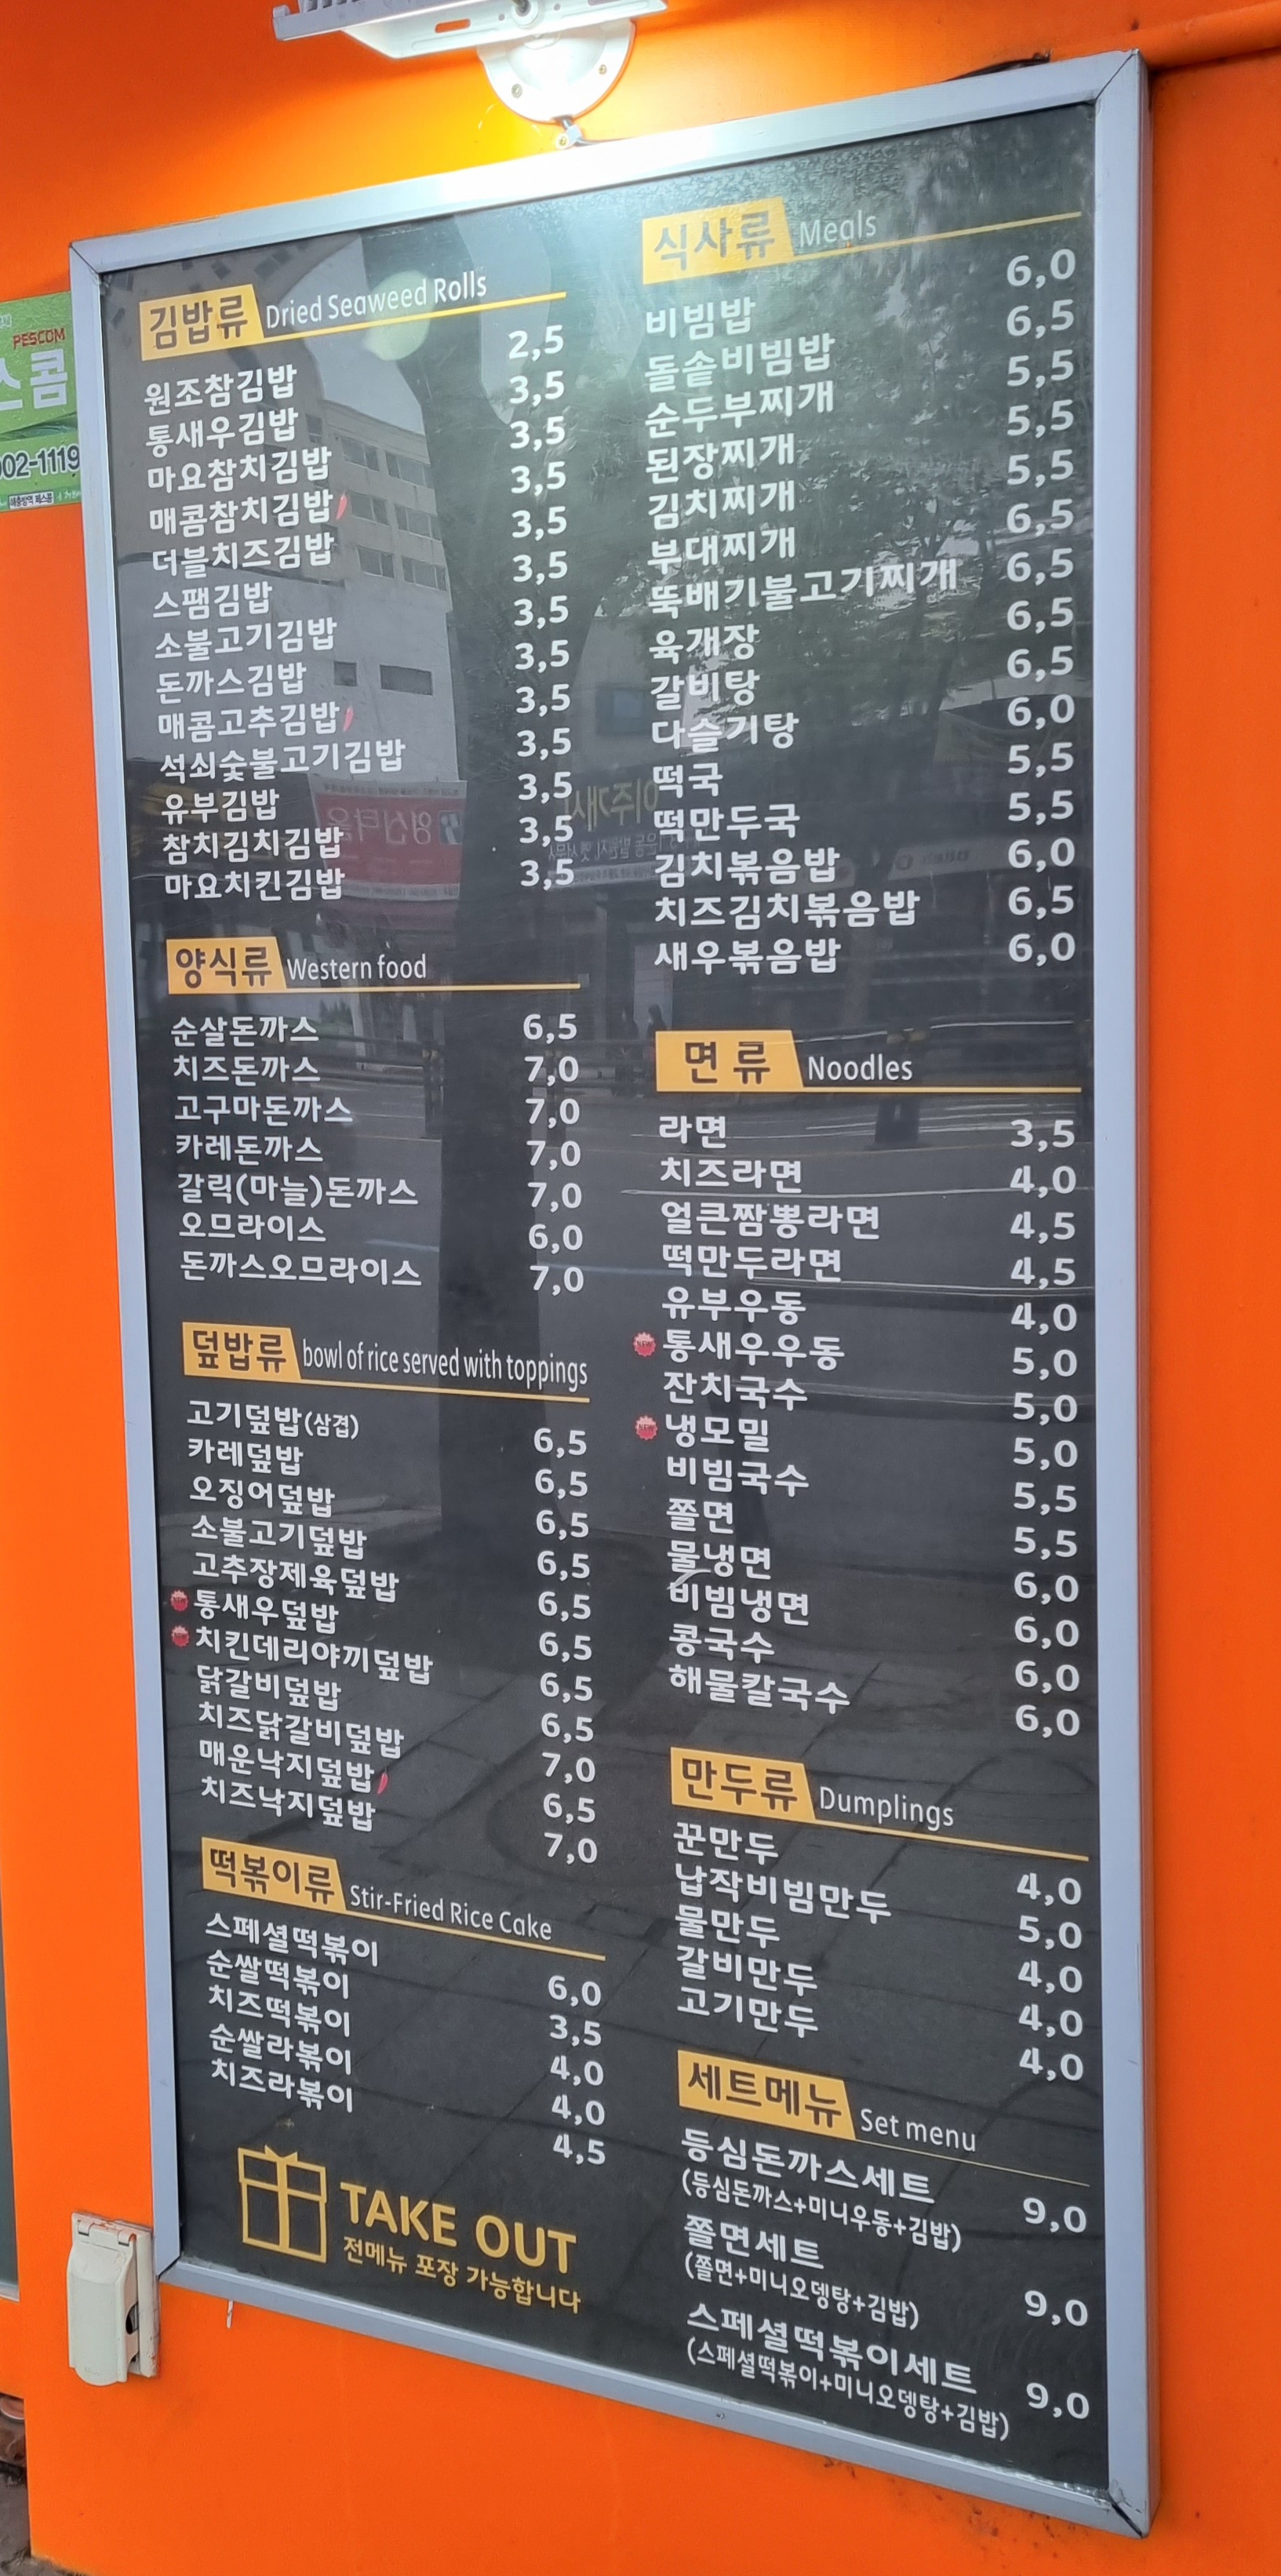 김밥류 Dried Seaweed Rolls
원조참김밥 2,5
통새우김밥 3,5
마요참치김밥 3,5
매콤참치김밥 3,5
더블치즈김밥 3,5
스팸김밥 3,5
소불고기김밥 3,5
돈까스김밥 3,5
매콤고추김밥 3,5
석쇠숯불고기김밥 3,5
유부김밥 3,5
참치김치김밥 3,5
마요치킨김밥 3,5
양식류 Western food
순살돈까스 6,5
치즈돈까스 7,0
고구마돈까스 7,0
카레돈까스 7,0
갈릭(마늘)돈까스 7,0
오므라이스 6,0
돈까스오므라이스 7,0
덮밥류 bowl of rice served with toppings
고기덮밥(삼겹) 6,5
카레덮밥 6,5
오징어덮밥 6,5
소불고기덮밥 6,5
고추장제육덮밥 6,5
통새우덮밥 6,5
치킨데리야끼덮밥 6,5
닭갈비덮밥 6,5
치즈닭갈비덮밥 7,0
매운낙지덮밥 6,5
치즈낙지덮밥 7,0
떡볶이류 Stir-Fried Rice Cake
스페셜떡볶이 6,0
순쌀떡볶이 3,5
치즈떡볶이 4,0
순쌀라볶이 4,0
치즈라볶이 4,5
TAKE OUT
전메뉴 포장 가능합니다
식사류 Meals
비빔밥 6,0
돌솥비빔밥 6,5
순두부찌개 5,5
된장찌개 5,5
김치찌개 5,5
부대찌개 6,5
뚝배기불고기찌개 6,5
육개장 6,5
갈비탕 6,5
다슬기탕 6,0
떡국 5,5
떡만두국 5,5
김치볶음밥 6,0
치즈김치볶음밥 6,5
새우볶음밥 6,0
면류 Noodles
라면 3,5
치즈라면 4,0
얼큰짬뽕라면 4,5
떡만두라면 4,5
유부우동 4,0
NEW 통새우우동 5,0
잔치국수 5,0
NEW 냉모밀 5,0
비빔국수 5,5
쫄면 5,5
물냉면 6,0
비빔냉면 6,0
콩국수 6,0
해물칼국수 6,0
만두류 Dumplings
꾼만두 4,0
납작비빔만두 5,0
물만두 4,0
갈비만두 4,0
고기만두 4,0
세트메뉴 Set menu
등심돈까스세트 9,0
(등심돈까스+미니우동+김밥)
쫄면세트 9,0
(쫄면+미니오뎅탕+김밥)
스페셜떡볶이세트 9,0
(스페셜떡볶이+미니오뎅탕+김밥)
PESCOM
스콤
902-1119